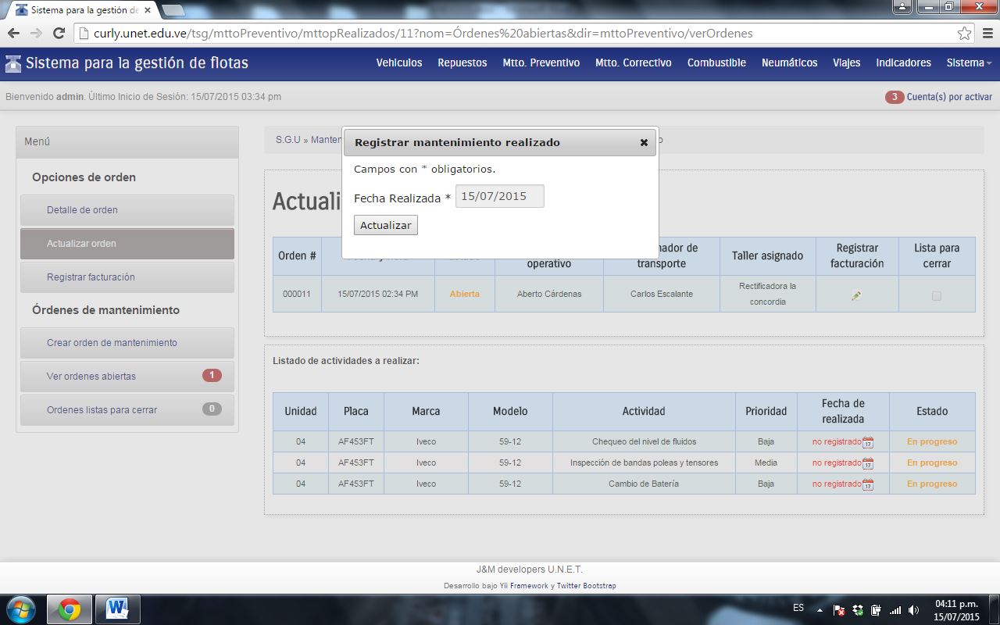 Sistema para la gestión de
curly.unet.edu.ve/tsg/mttoPreventivo/mttopRealizados/11?nom=Órdenes%20abiertas&dir=mttoPreventivo/verOrdenes
Sistema para la gestión de flotas
Vehiculos Repuestos Mtto. Preventivo Mtto. Correctivo Combustible Neumáticos Viajes Indicadores Sistema
Bienvenido admin. Último Inicio de Sesión: 15/07/2015 03:34 pm
3 Cuenta(s) por activar
Menú
Opciones de orden
Detalle de orden
Actualizar orden
Registrar facturación
Órdenes de mantenimiento
Crear orden de mantenimiento
Ver ordenes abiertas 1
Ordenes listas para cerrar 0
S.G.U » Manten
Registrar mantenimiento realizado
Campos con * obligatorios.
Fecha Realizada * 15/07/2015
Actualizar
Actuali
Orden # operativo nador de transporte Taller asignado Registrar facturación Lista para cerrar
000011 15/07/2015 02:34 PM Abierta Aberto Cárdenas Carlos Escalante Rectificadora la concordia
Listado de actividades a realizar:
Unidad Placa Marca Modelo Actividad Prioridad Fecha de realizada Estado
04 AF453FT Iveco 59-12 Chequeo del nivel de fluidos Baja no registrado 17 En progreso
04 AF453FT Iveco 59-12 Inspección de bandas poleas y tensores Media no registrado 17 En progreso
04 AF453FT Iveco 59-12 Cambio de Batería Baja no registrado 17 En progreso
J&M developers U.N.E.T.
Desarrollo bajo Yii Framework y Twitter Bootstrap
ES
04:11 p.m.
15/07/2015